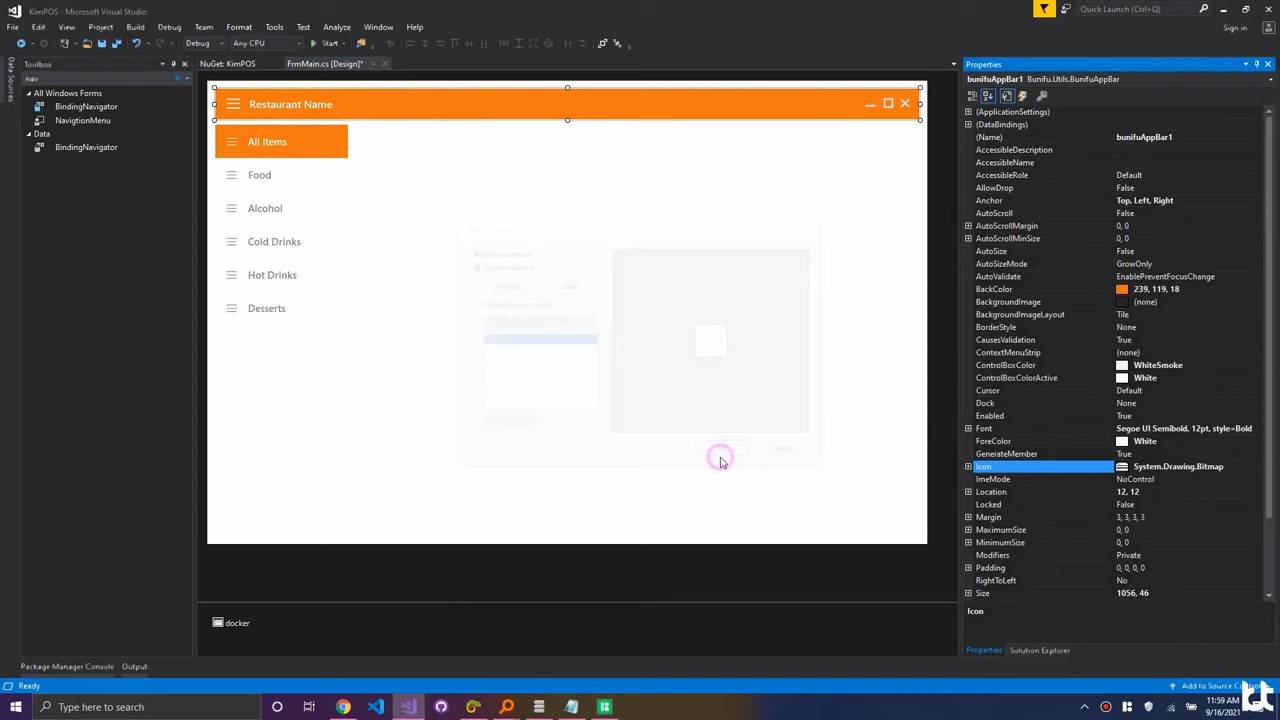 KimPOS - Microsoft Visual Studio
Quick Launch (Ctrl+Q)
File Edit View Project Build Debug Team Tools Format Test Analyze Window Help
Sign in
Debug Any CPU Start
Toolbox
nav
All Windows Forms
BindingNavigator
NavgtionMenu
Data
BindingNavigator
NuGet: KimPOS FrmMain.cs [Design]*
Restaurant Name
All Items
Food
Alcohol
Cold Drinks
Hot Drinks
Desserts
docker
Properties
bunifuAppBar1 Bunifu.Utils.BunifuAppBar
(ApplicationSettings)
(DataBindings)
(Name) bunifuAppBar1
AccessibleDescription
AccessibleName
AccessibleRole Default
AllowDrop False
Anchor Top, Left, Right
AutoScroll False
AutoScrollMargin 0, 0
AutoScrollMinSize 0, 0
AutoSize False
AutoSizeMode GrowOnly
AutoValidate EnablePreventFocusChange
BackColor 239, 119, 18
BackgroundImage (none)
BackgroundImageLayout Tile
BorderStyle None
CausesValidation True
ContextMenuStrip (none)
ControlBoxColor WhiteSmoke
ControlBoxColorActive White
Cursor Default
Dock None
Enabled True
Font Segoe UI Semibold, 12pt, style=Bold
ForeColor White
GenerateMember True
Icon System.Drawing.Bitmap
ImeMode NoControl
Location 12, 12
Locked False
Margin 3, 3, 3, 3
MaximumSize 0, 0
MinimumSize 0, 0
Modifiers Private
Padding 0, 0, 0, 0
RightToLeft No
Size 1056, 46
Icon
Properties Solution Explorer
Package Manager Console Output
Ready
Add to Source Control
Type here to search
11:59 AM
9/16/2021